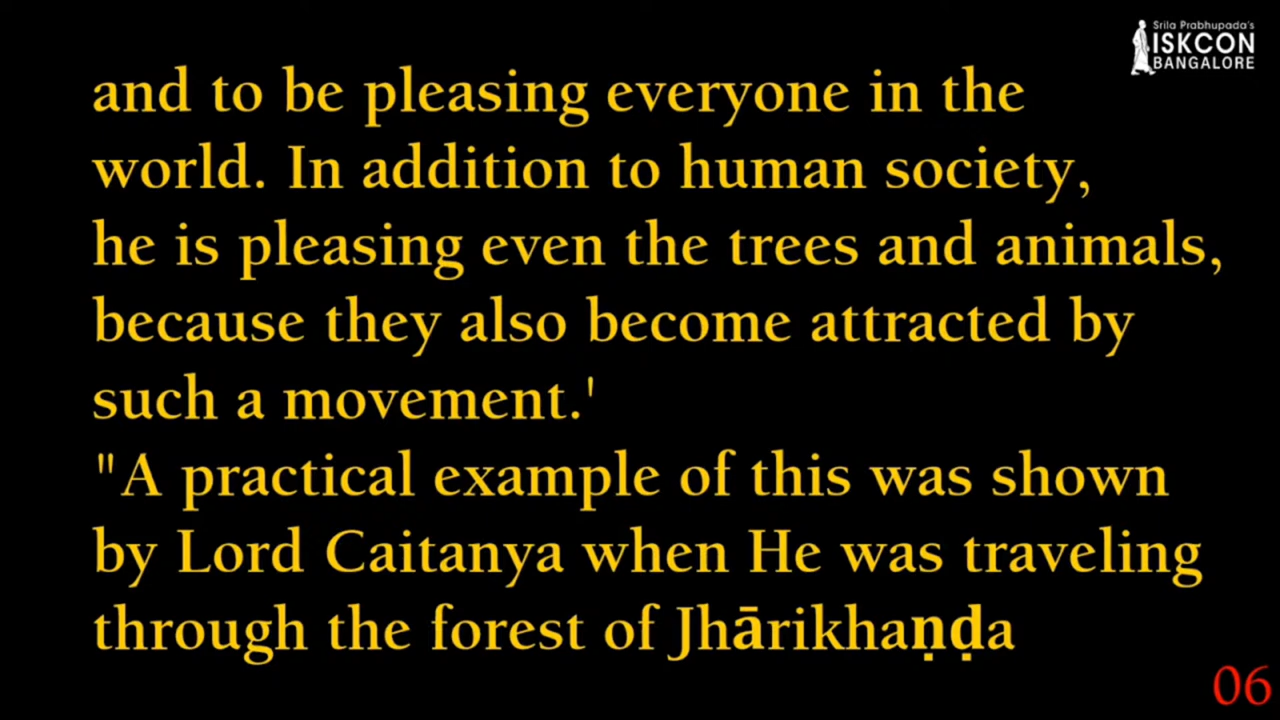 Srila Prabhupada's
ISKCON
BANGALORE
and to be pleasing everyone in the
world. In addition to human society,
he is pleasing even the trees and animals,
because they also become attracted by
such a movement.'
"A practical example of this was shown
by Lord Caitanya when He was traveling
through the forest of Jhārikhaṇḍa
06